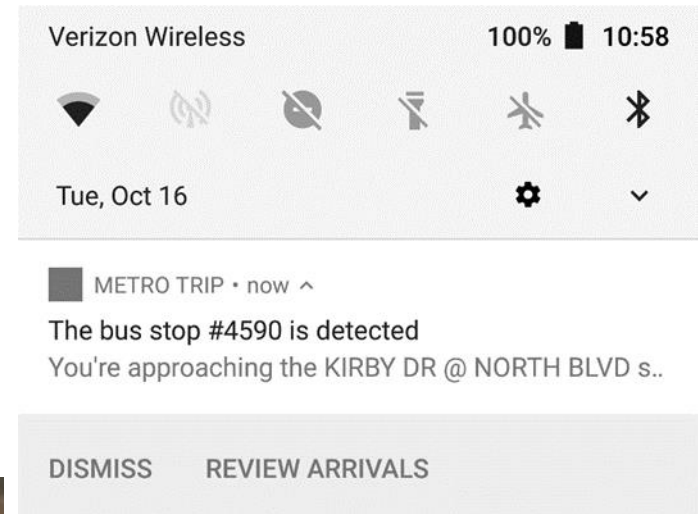 Verizon Wireless 100% 10:58
Tue, Oct 16
METRO TRIP • now
The bus stop #4590 is detected
You're approaching the KIRBY DR @ NORTH BLVD s..
DISMISS REVIEW ARRIVALS